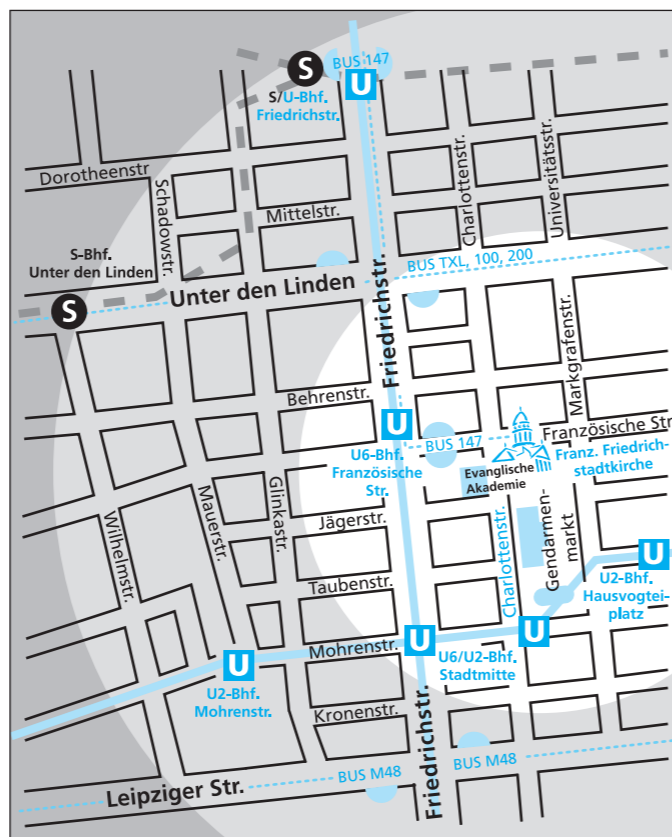 BUS 147
S
U
S/U-Bhf.
Friedrichstr.
Dorotheenstr
Schadowstr.
Mittelstr.
Charlottenstr.
Universitätsstr.
S-Bhf.
Unter den Linden
S
BUS TXL, 100, 200
Unter den Linden
Friedrichstr.
Markgrafenstr.
Behrenstr.
U
BUS 147
Französische Str
U6-Bhf.
Französische
Str.
Evanglische
Akademie
Franz. Friedrich-
stadtkirche
Wilhelmstr.
Mauerstr.
Glinkastr.
Jägerstr.
Charlottenstr.
Gendarmen-
markt
U
U2-Bhf.
Hausvogtei-
platz
Taubenstr.
Mohrenstr.
U
U
U
U6/U2-Bhf.
Stadtmitte
U2-Bhf.
Mohrenstr.
Kronenstr.
Friedrichstr.
BUS M48
BUS M48
Leipziger Str.